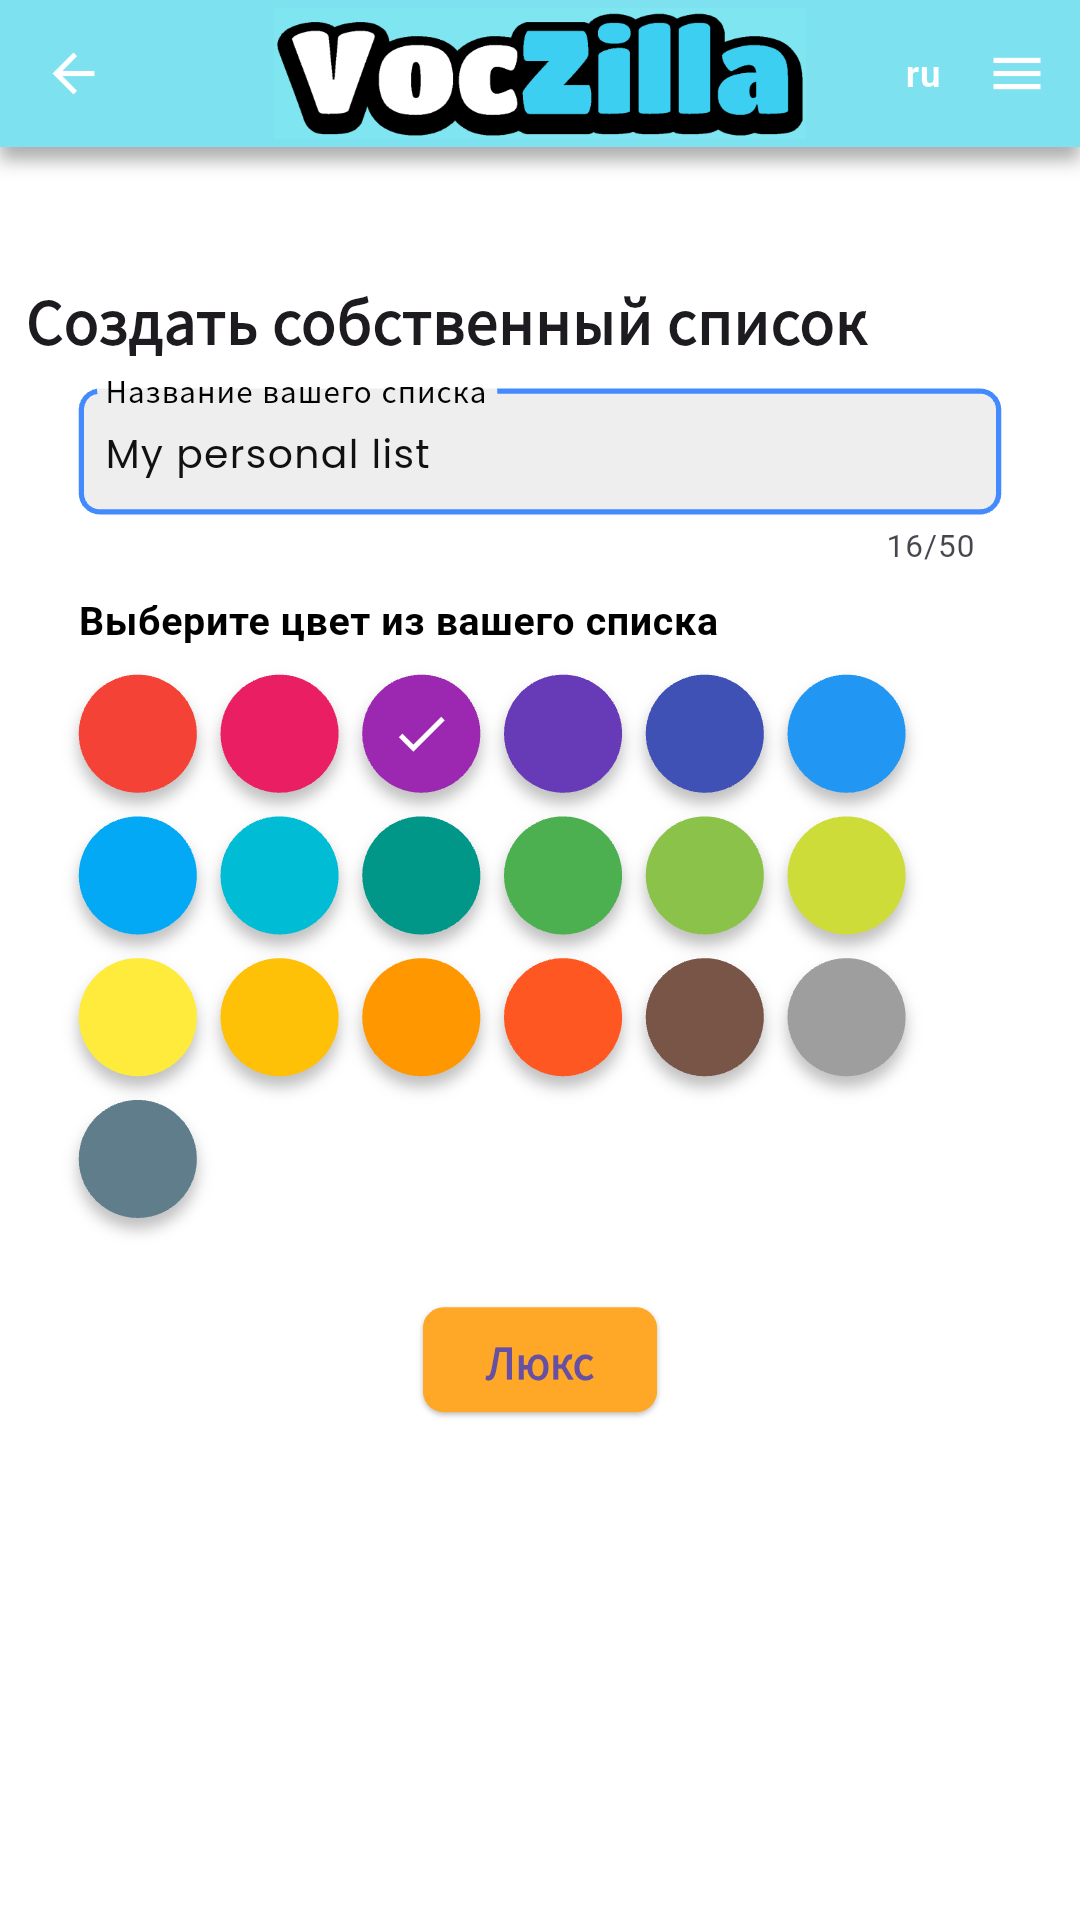 VocZilla
ru
Создать собственный список
Название вашего списка
My personal list
16/50
Выберите цвет из вашего списка
Люкс